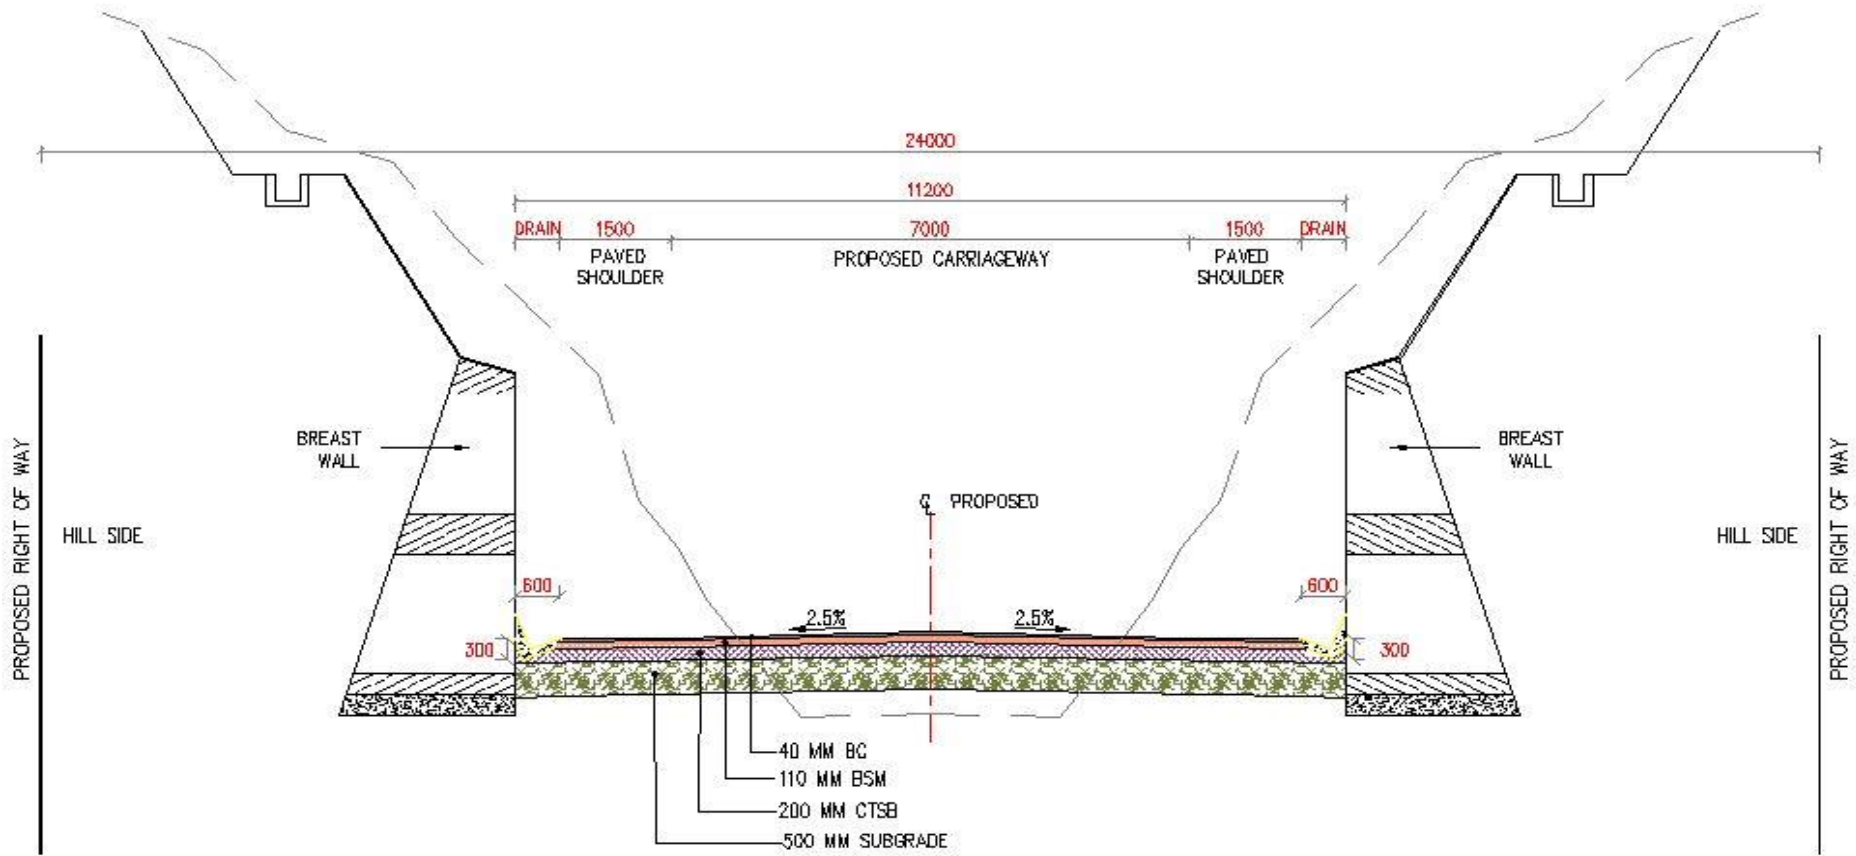 24000
11200
DRAIN 1500 7000 1500 DRAIN
PAVED
SHOULDER
PROPOSED CARRIAGEWAY
PAVED
SHOULDER
BREAST
WALL
BREAST
WALL
PROPOSED RIGHT OF WAY
HILL SIDE
℄ PROPOSED
HILL SIDE
PROPOSED RIGHT OF WAY
600
600
2.5%
2.5%
300
300
40 MM BC
110 MM BSM
200 MM CTSB
500 MM SUBGRADE